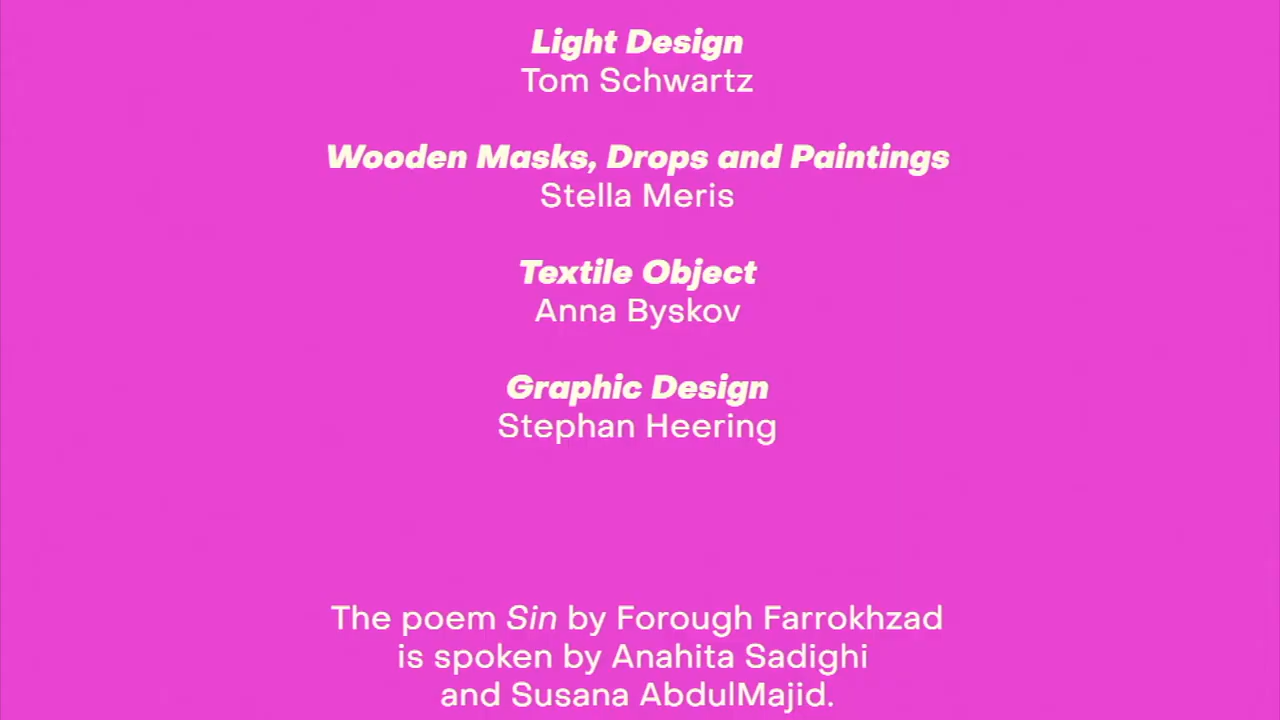 Light Design
Tom Schwartz
Wooden Masks, Drops and Paintings
Stella Meris
Textile Object
Anna Byskov
Graphic Design
Stephan Heering
The poem Sin by Forough Farrokhzad
is spoken by Anahita Sadighi
and Susana AbdulMajid.